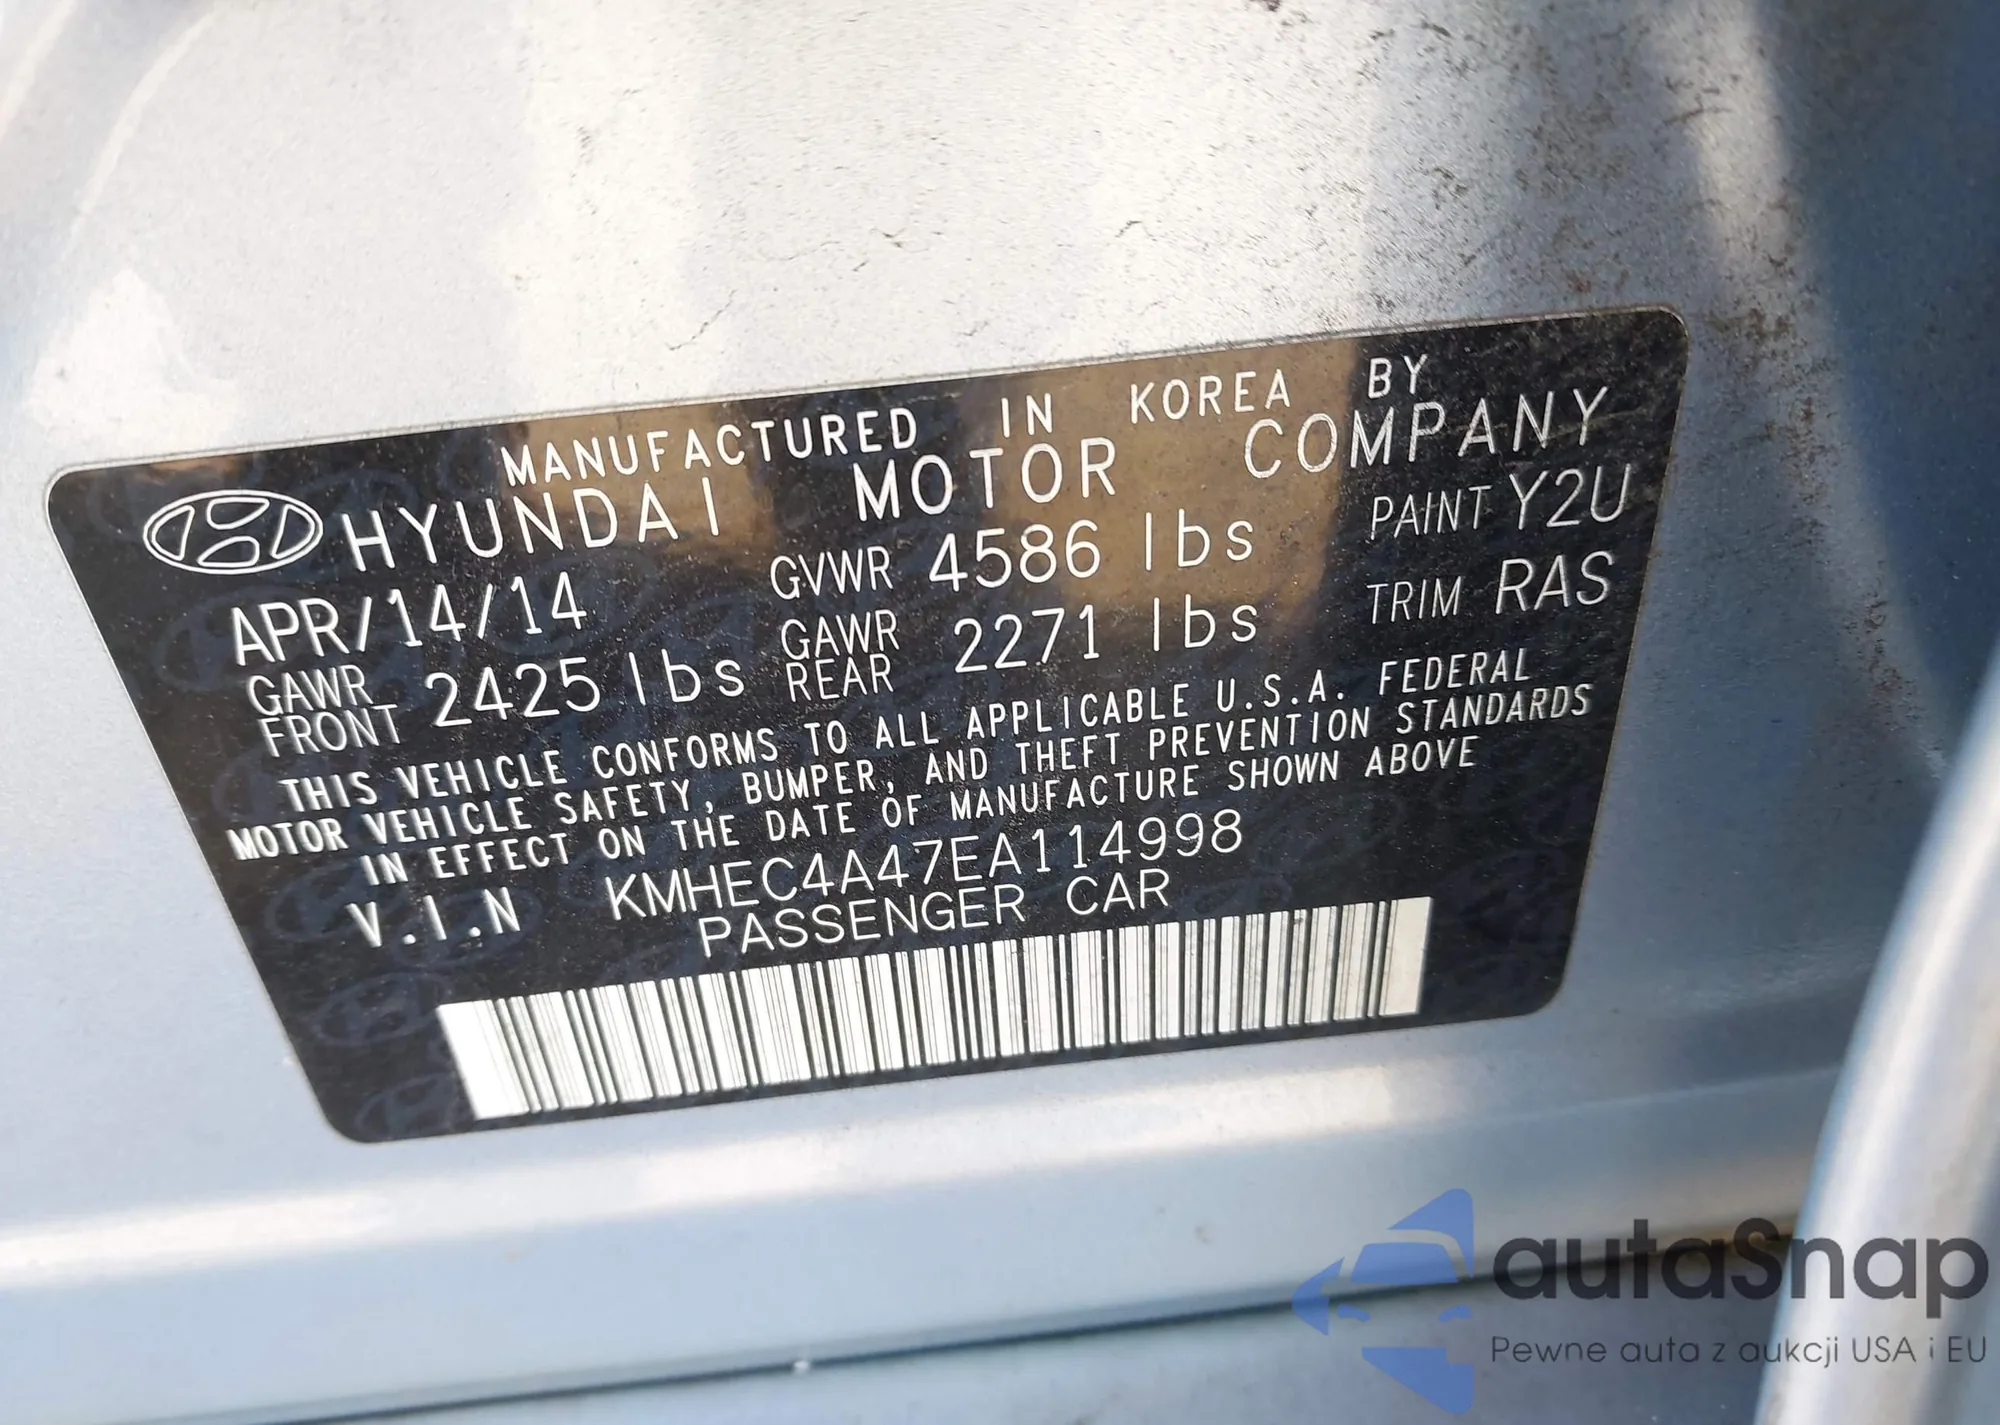 MANUFACTURED IN KOREA BY
HYUNDAI MOTOR COMPANY
APR/14/14 GVWR 4586 lbs PAINT Y2U
GAWR FRONT 2425 lbs GAWR REAR 2271 lbs TRIM RAS
THIS VEHICLE CONFORMS TO ALL APPLICABLE U.S.A. FEDERAL
MOTOR VEHICLE SAFETY, BUMPER, AND THEFT PREVENTION STANDARDS
IN EFFECT ON THE DATE OF MANUFACTURE SHOWN ABOVE
V.I.N KMHEC4A47EA114998
PASSENGER CAR
autaSnap
Pewne auta z aukcji USA i EU